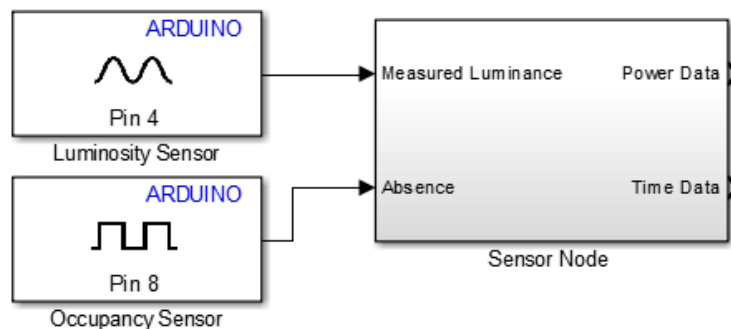 ARDUINO
Pin 4
Luminosity Sensor
ARDUINO
Pin 8
Occupancy Sensor
Measured Luminance
Power Data
Absence
Time Data
Sensor Node